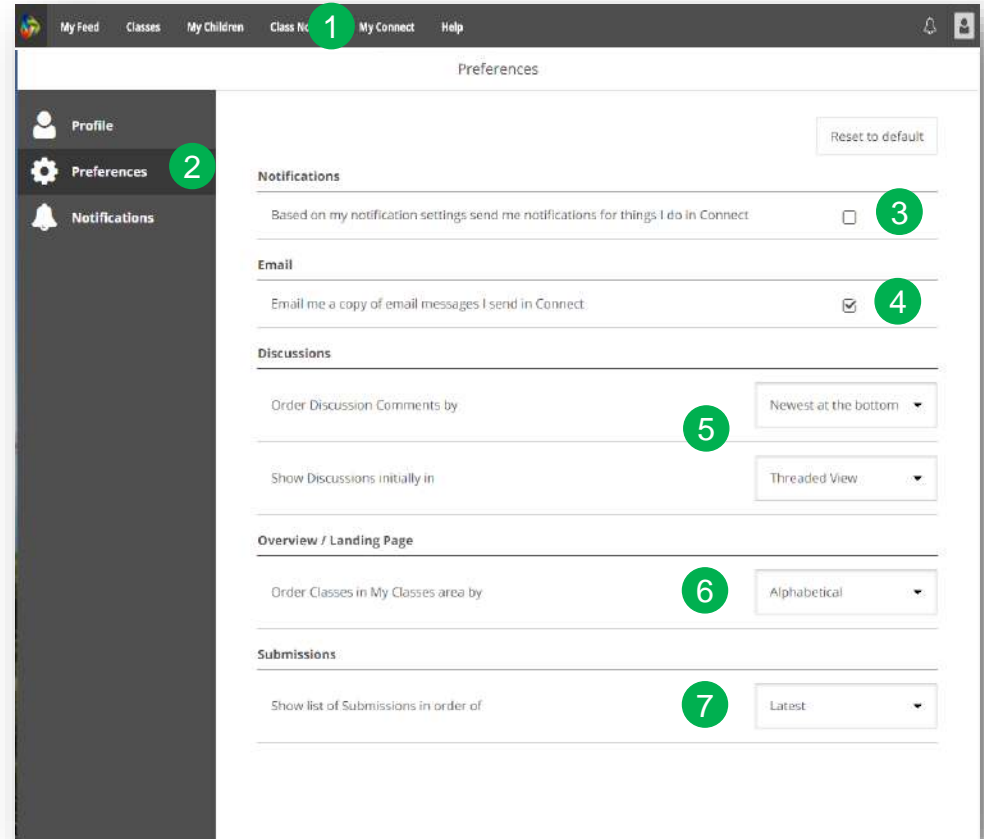 My Feed Classes My Children Class 1 My Connect Help
Preferences
Profile
Reset to default
Preferences 2
Notifications
Based on my notification settings send me notifications for things I do in Connect 3
Notifications
Email
Email me a copy of email messages I send in Connect 4
Discussions
Order Discussion Comments by Newest at the bottom
5
Show Discussions initially in Threaded View
Overview / Landing Page
Order Classes in My Classes area by 6 Alphabetical
Submissions
Show list of Submissions in order of 7 Latest